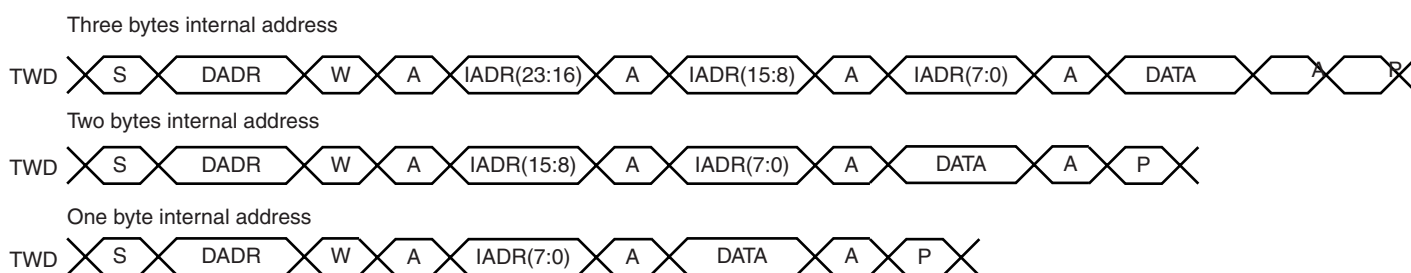 Three bytes internal address
TWD S DADR W A IADR(23:16) A IADR(15:8) A IADR(7:0) A DATA A P
Two bytes internal address
TWD S DADR W A IADR(15:8) A IADR(7:0) A DATA A P
One byte internal address
TWD S DADR W A IADR(7:0) A DATA A P